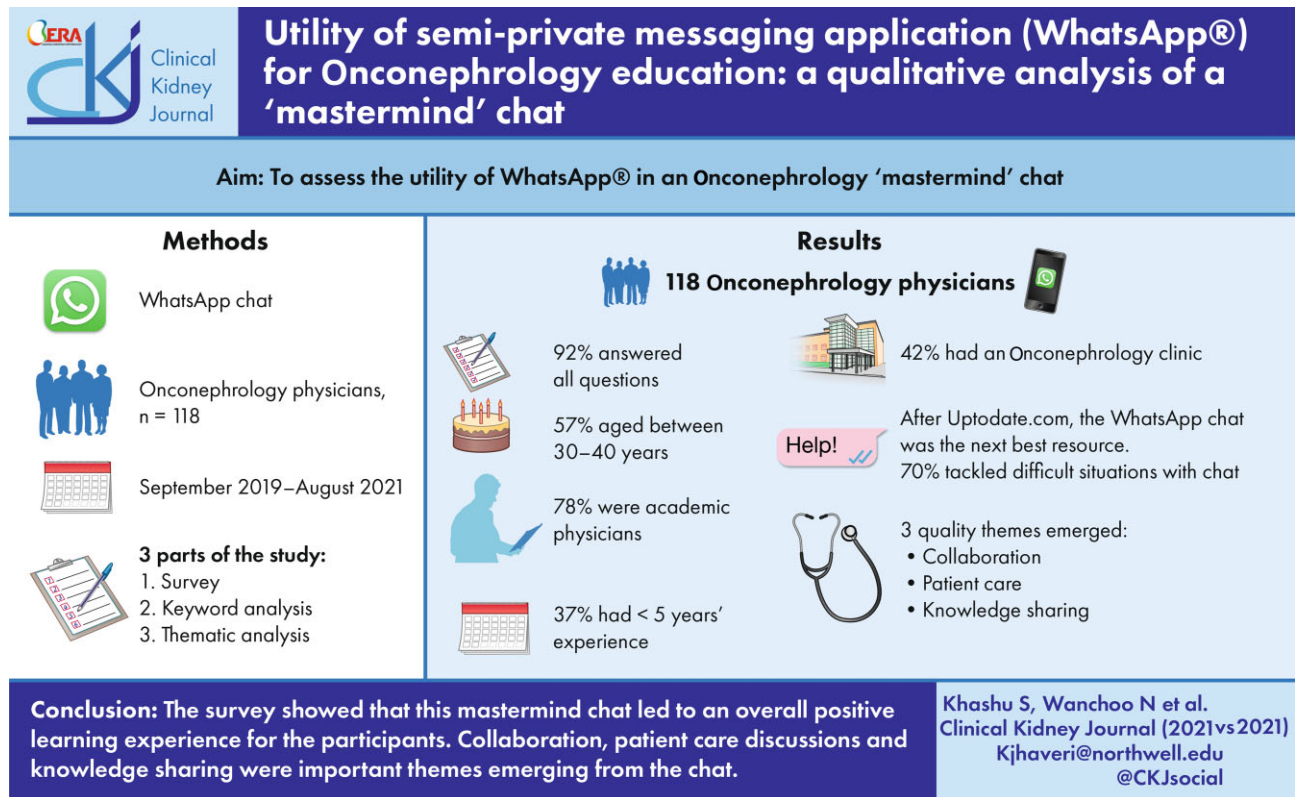 ERA
CKJ
Clinical
Kidney
Journal
Utility of semi-private messaging application (WhatsApp®)
for Onconephrology education: a qualitative analysis of a
‘mastermind’ chat
Aim: To assess the utility of WhatsApp® in an Onconephrology ‘mastermind’ chat
Methods
WhatsApp chat
Onconephrology physicians,
n = 118
September 2019–August 2021
3 parts of the study:
1. Survey
2. Keyword analysis
3. Thematic analysis
Results
118 Onconephrology physicians
92% answered
all questions
57% aged between
30–40 years
78% were academic
physicians
37% had < 5 years’
experience
42% had an Onconephrology clinic
Help!
After Uptodate.com, the WhatsApp chat
was the next best resource.
70% tackled difficult situations with chat
3 quality themes emerged:
• Collaboration
• Patient care
• Knowledge sharing
Conclusion: The survey showed that this mastermind chat led to an overall positive
learning experience for the participants. Collaboration, patient care discussions and
knowledge sharing were important themes emerging from the chat.
Khashu S, Wanchoo N et al.
Clinical Kidney Journal (2021vs2021)
Kjhaveri@northwell.edu
@CKJsocial